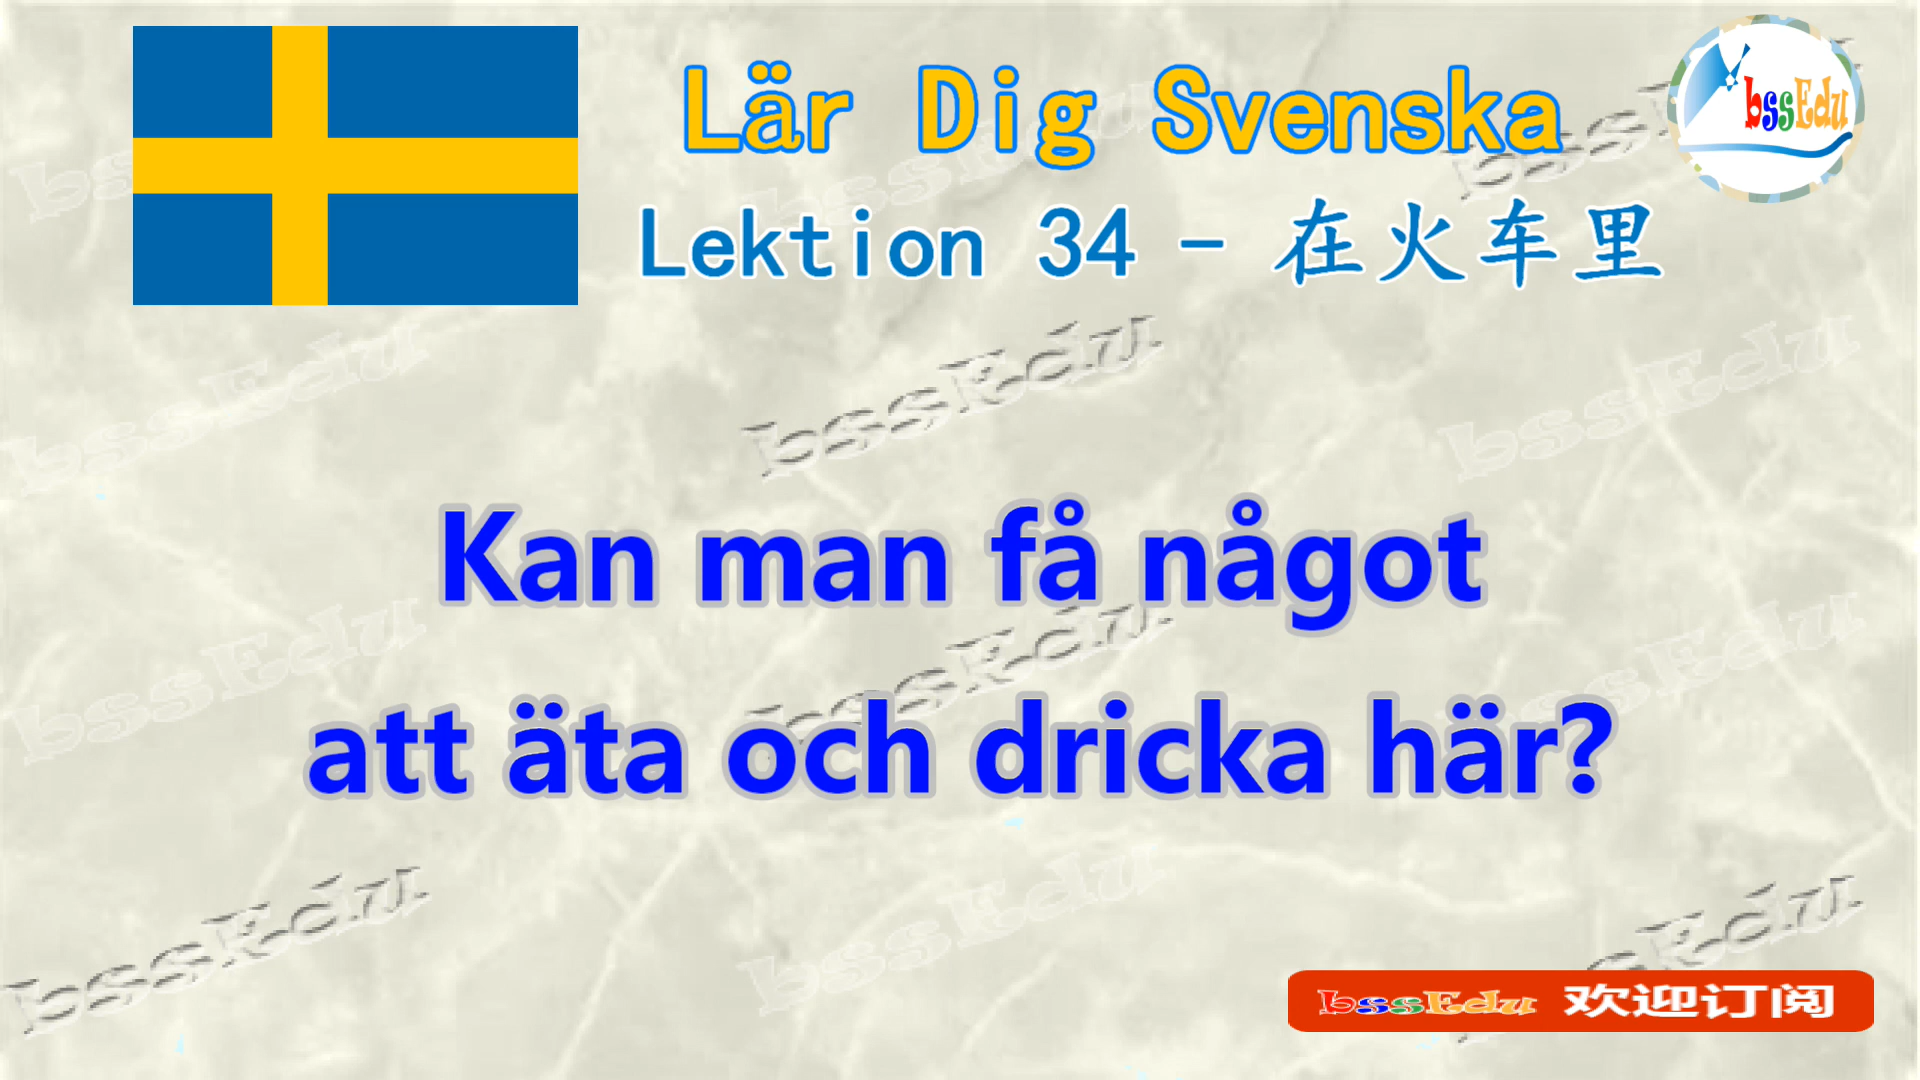 Lär Dig Svenska
bssEdu
Lektion 34 - 在火车里
Kan man få något
att äta och dricka här?
bssEdu 欢迎订阅